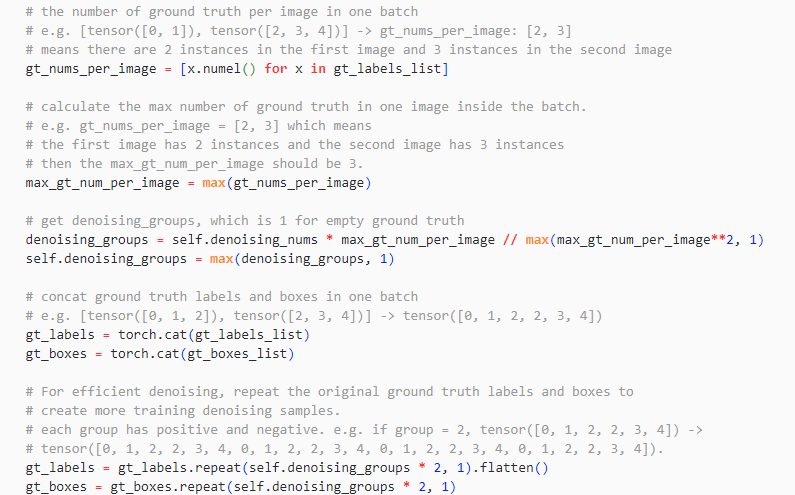 # the number of ground truth per image in one batch
# e.g. [tensor([0, 1]), tensor([2, 3, 4])] -> gt_nums_per_image: [2, 3]
# means there are 2 instances in the first image and 3 instances in the second image
gt_nums_per_image = [x.numel() for x in gt_labels_list]
# calculate the max number of ground truth in one image inside the batch.
# e.g. gt_nums_per_image = [2, 3] which means
# the first image has 2 instances and the second image has 3 instances
# then the max_gt_num_per_image should be 3.
max_gt_num_per_image = max(gt_nums_per_image)
# get denoising_groups, which is 1 for empty ground truth
denoising_groups = self.denoising_nums * max_gt_num_per_image // max(max_gt_num_per_image**2, 1)
self.denoising_groups = max(denoising_groups, 1)
# concat ground truth labels and boxes in one batch
# e.g. [tensor([0, 1, 2]), tensor([2, 3, 4])] -> tensor([0, 1, 2, 2, 3, 4])
gt_labels = torch.cat(gt_labels_list)
gt_boxes = torch.cat(gt_boxes_list)
# For efficient denoising, repeat the original ground truth labels and boxes to
# create more training denoising samples.
# each group has positive and negative. e.g. if group = 2, tensor([0, 1, 2, 2, 3, 4]) ->
# tensor([0, 1, 2, 2, 3, 4, 0, 1, 2, 2, 3, 4, 0, 1, 2, 2, 3, 4, 0, 1, 2, 2, 3, 4]).
gt_labels = gt_labels.repeat(self.denoising_groups * 2, 1).flatten()
gt_boxes = gt_boxes.repeat(self.denoising_groups * 2, 1)